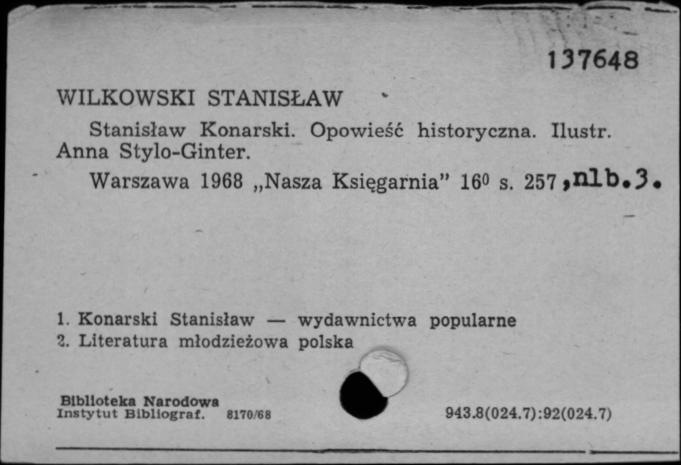 137648
WILKOWSKI STANISŁAW
Stanisław Konarski. Opowieść historyczna. Ilustr.
Anna Stylo-Ginter.
Warszawa 1968 „Nasza Księgarnia” 16⁰ s. 257, nlb. 3.
1. Konarski Stanisław — wydawnictwa popularne
2. Literatura młodzieżowa polska
Biblioteka Narodowa
Instytut Bibliograf. 8170/68
943.8(024.7):92(024.7)